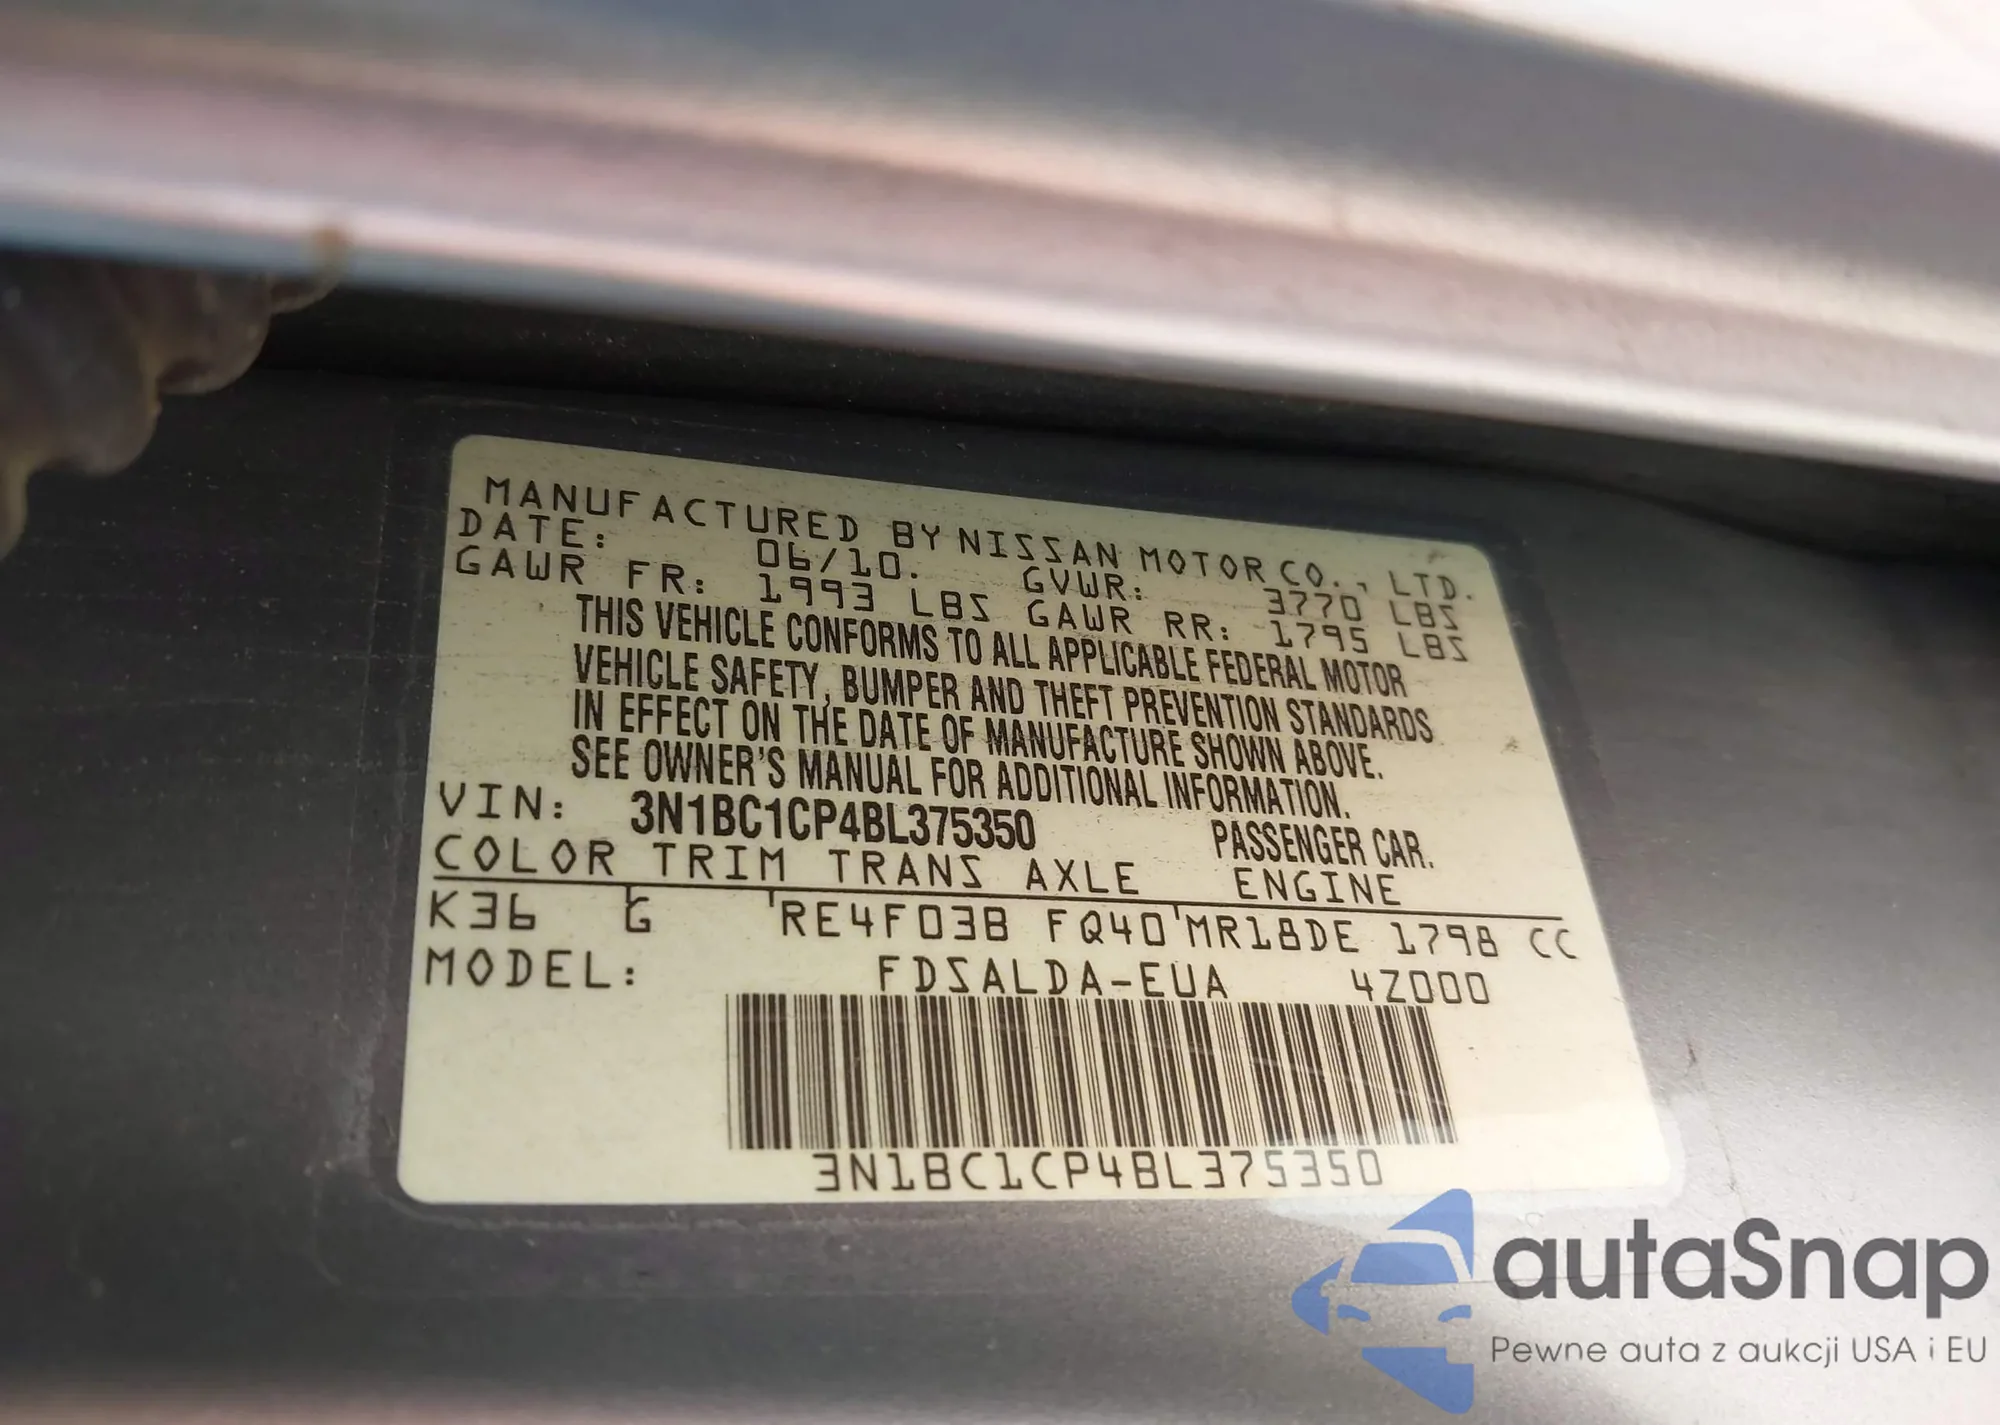 MANUFACTURED BY NISSAN MOTOR CO., LTD.
DATE: 06/10. GVWR: 3770 LBS
GAWR FR: 1993 LBS GAWR RR: 1795 LBS
THIS VEHICLE CONFORMS TO ALL APPLICABLE FEDERAL MOTOR
VEHICLE SAFETY, BUMPER AND THEFT PREVENTION STANDARDS
IN EFFECT ON THE DATE OF MANUFACTURE SHOWN ABOVE.
SEE OWNER'S MANUAL FOR ADDITIONAL INFORMATION.
VIN: 3N1BC1CP4BL375350 PASSENGER CAR.
COLOR TRIM TRANS AXLE ENGINE
K36 G RE4F03B FQ40 MR18DE 1798 CC
MODEL: FDSALDA-EUA 4Z000
3N1BC1CP4BL375350
autaSnap
Pewne auta z aukcji USA i EU